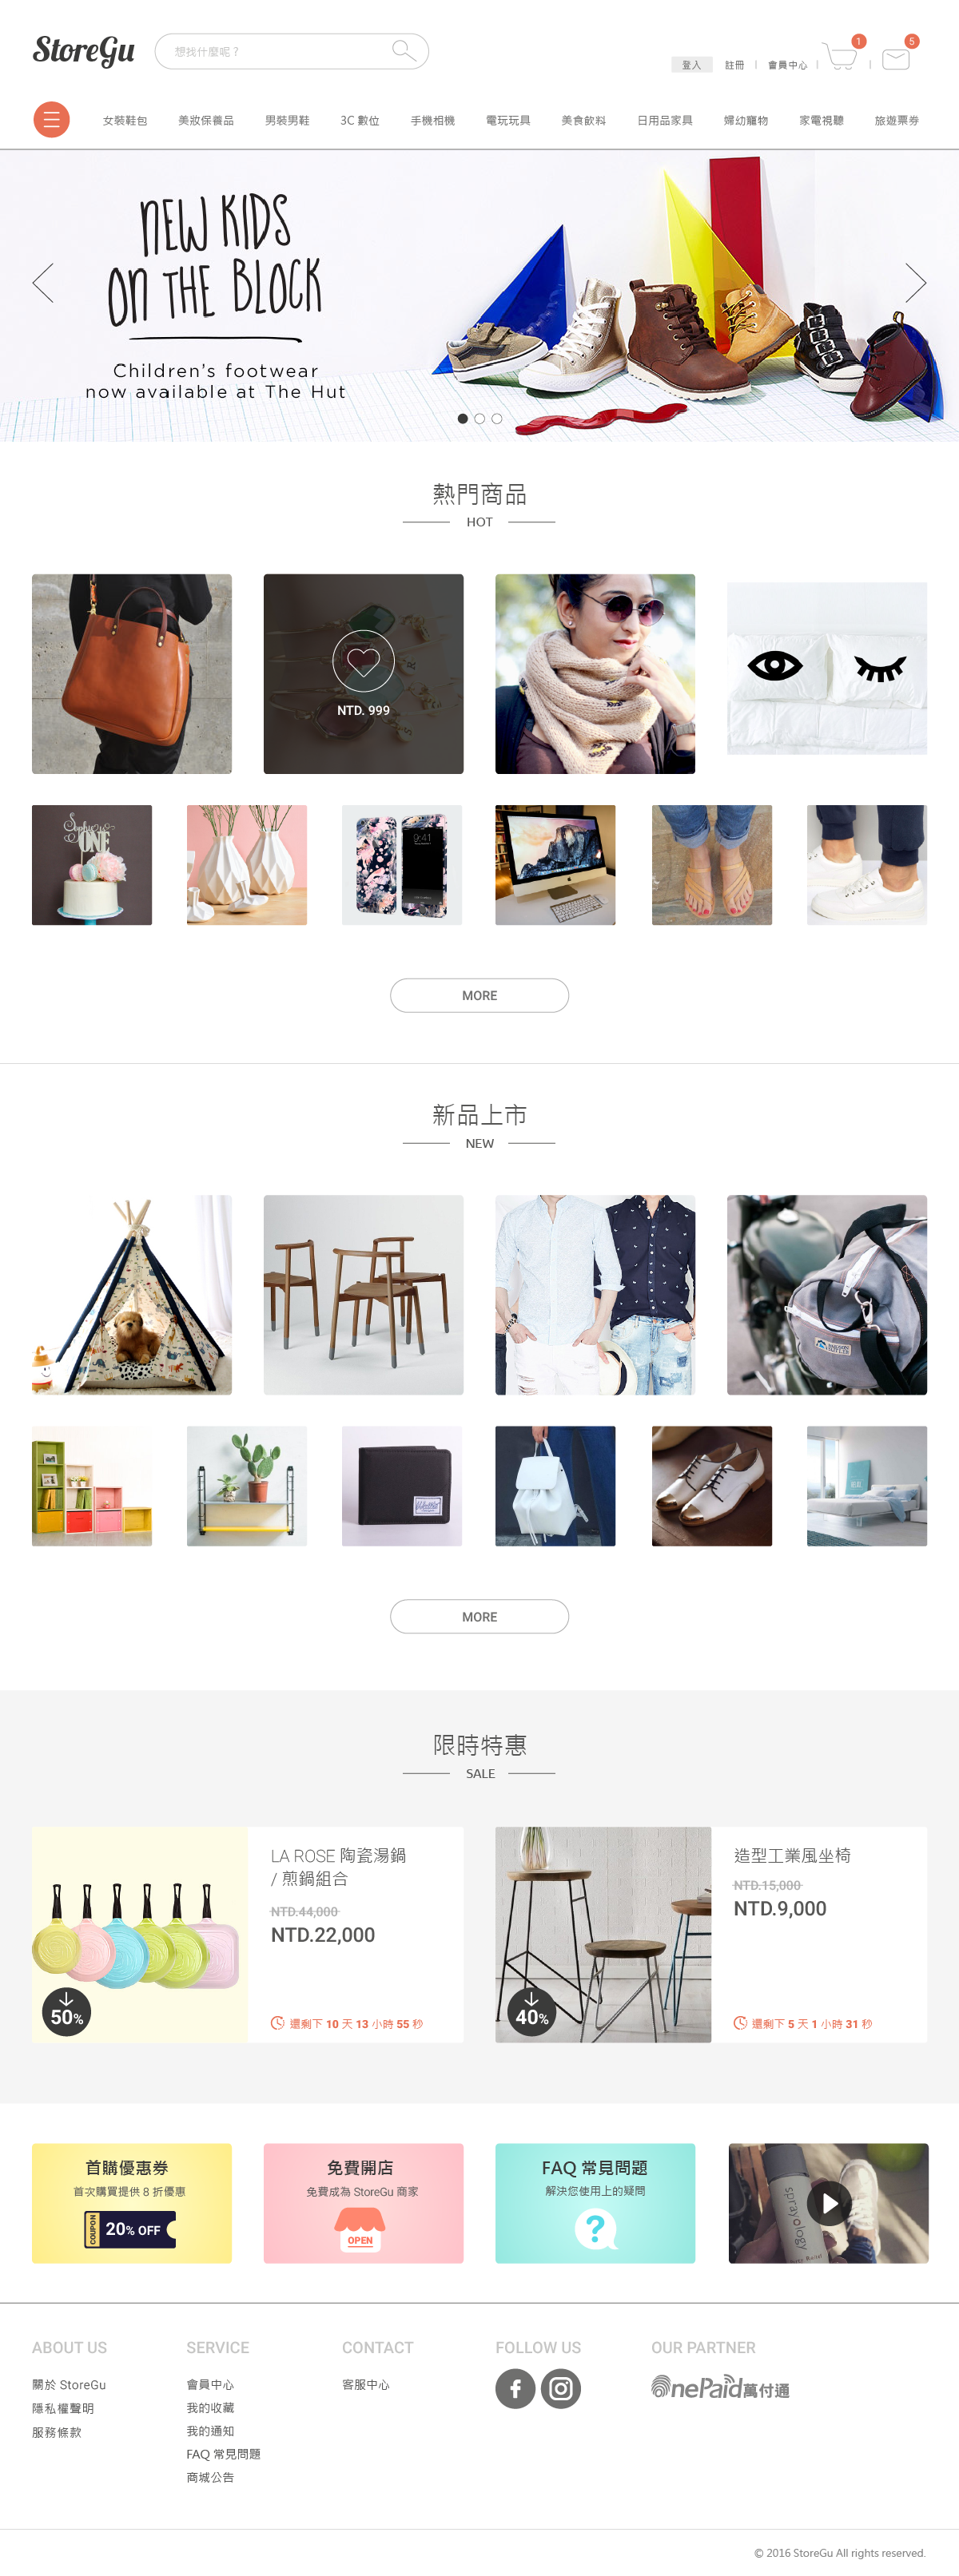 StoreGu
想找什麼呢？
登入
註冊
會員中心
1
5
女裝鞋包
美妝保養品
男裝男鞋
3C 數位
手機相機
電玩玩具
美食飲料
日用品家具
婦幼寵物
家電視聽
旅遊票券
NEW KIDS
ON THE BLOCK
Children's footwear
now available at The Hut
熱門商品
HOT
NTD. 999
Sophie
ONE
9:41
MORE
新品上市
NEW
MORE
限時特惠
SALE
LA ROSE 陶瓷湯鍋
/ 煎鍋組合
NTD.44,000
NTD.22,000
50%
還剩下 10 天 13 小時 55 秒
造型工業風坐椅
NTD.15,000
NTD.9,000
40%
還剩下 5 天 1 小時 31 秒
首購優惠券
首次購買提供 8 折優惠
COUPON
20% OFF
免費開店
免費成為 StoreGu 商家
OPEN
FAQ 常見問題
解決您使用上的疑問
?
sprayology
ABOUT US
關於 StoreGu
隱私權聲明
服務條款
SERVICE
會員中心
我的收藏
我的通知
FAQ 常見問題
商城公告
CONTACT
客服中心
FOLLOW US
OUR PARTNER
OnePaid萬付通
© 2016 StoreGu All rights reserved.